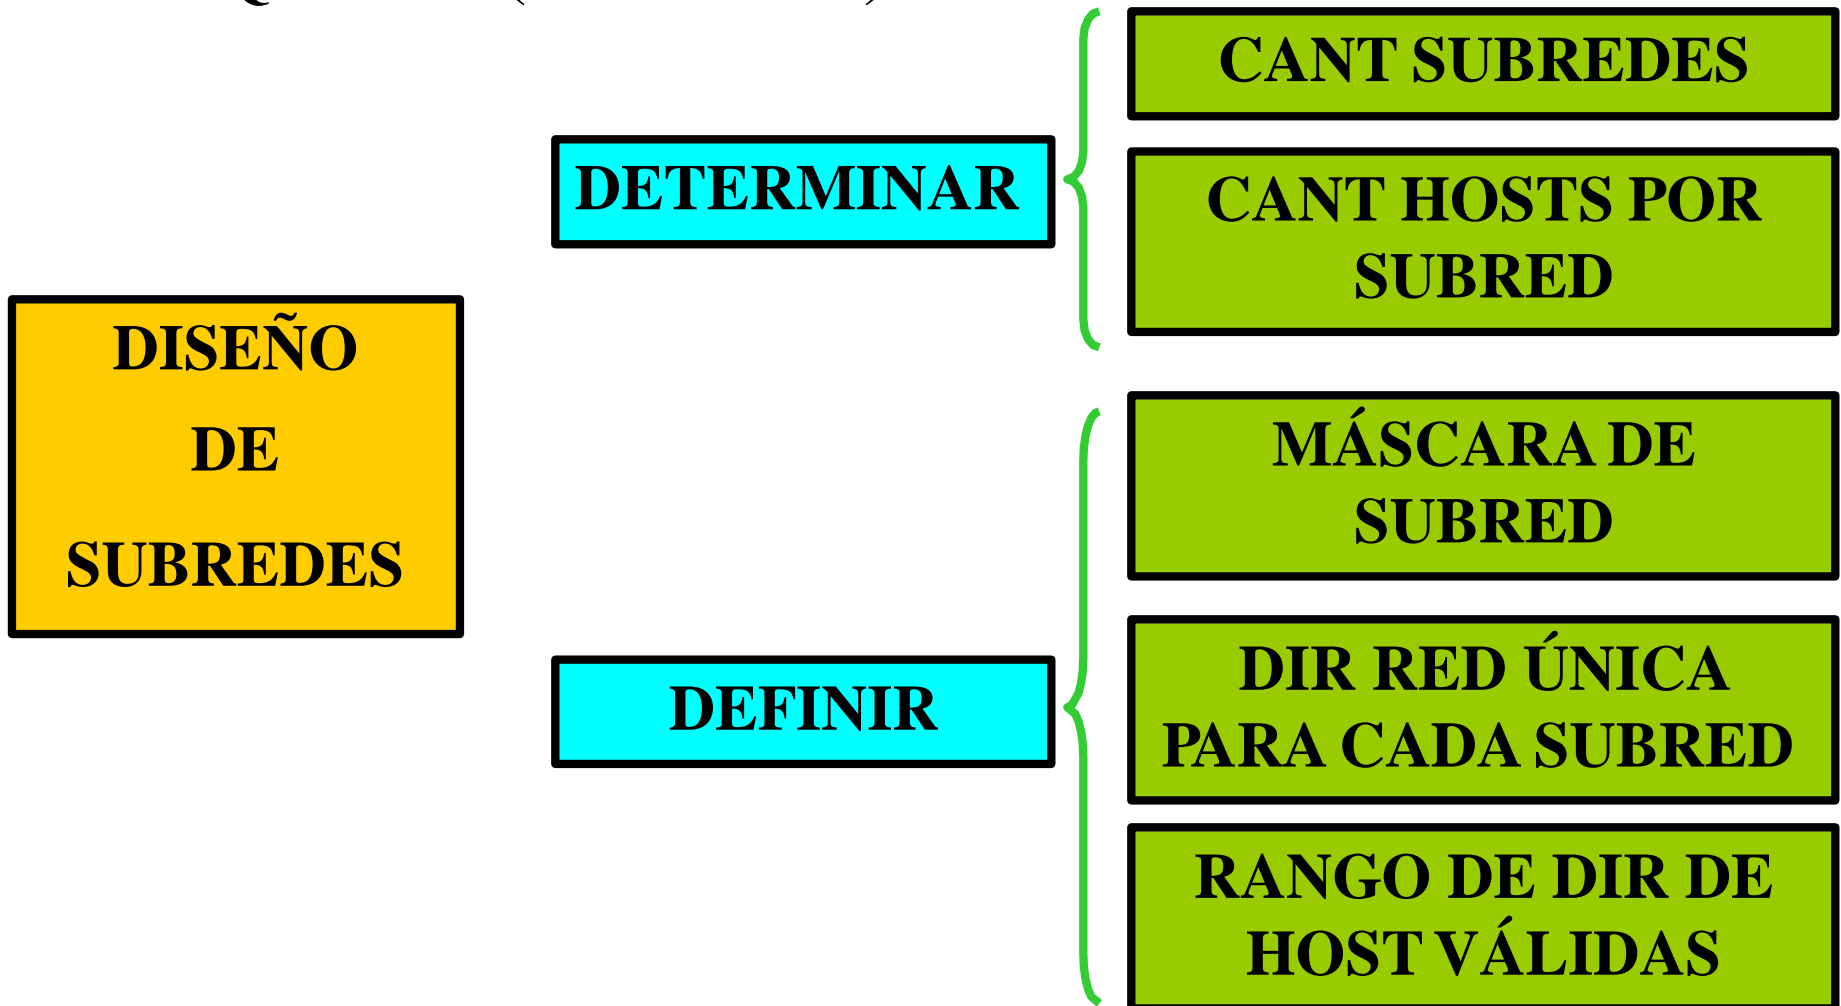 DISEÑO
DE
SUBREDES
DETERMINAR
CANT SUBREDES
CANT HOSTS POR
SUBRED
DEFINIR
MÁSCARA DE
SUBRED
DIR RED ÚNICA
PARA CADA SUBRED
RANGO DE DIR DE
HOST VÁLIDAS